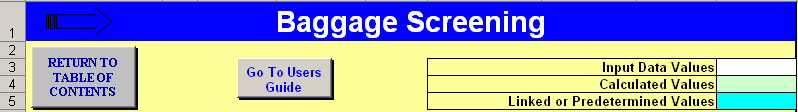 1
Baggage Screening
2
RETURN TO
TABLE OF
CONTENTS
Go To Users
Guide
3
Input Data Values
4
Calculated Values
5
Linked or Predetermined Values